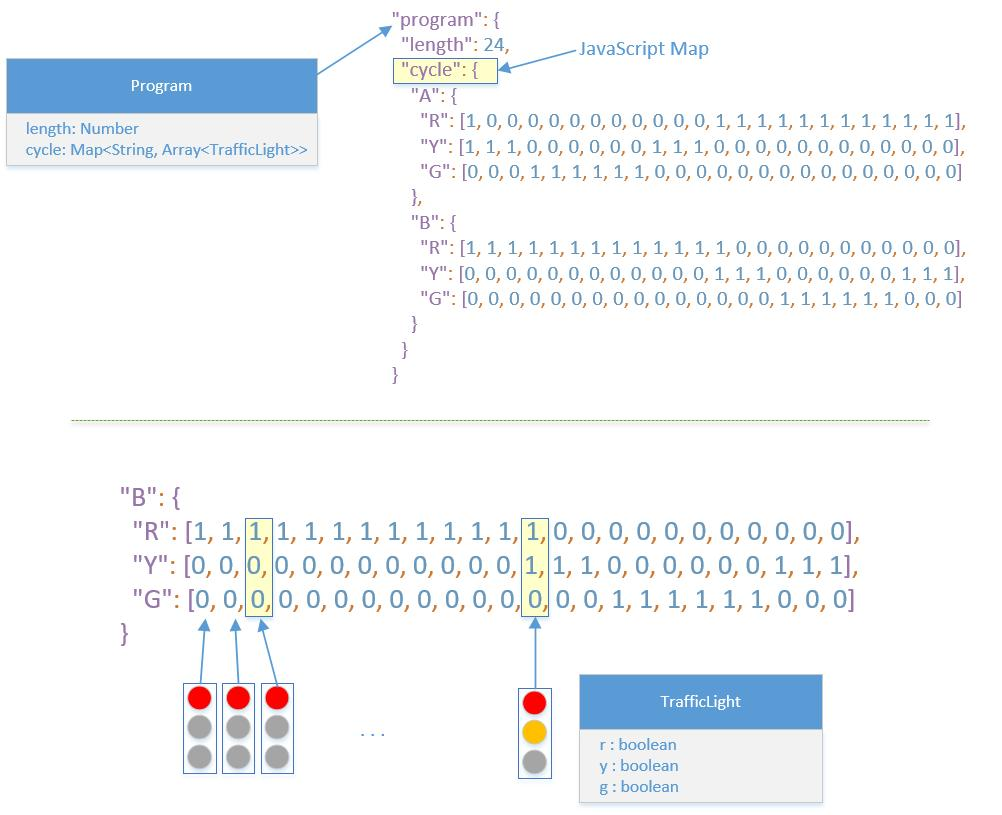 "program": {
"length": 24,
"cycle": {
JavaScript Map
Program
length: Number
cycle: Map<String, Array<TrafficLight>>
"A": {
"R": [1, 0, 0, 0, 0, 0, 0, 0, 0, 0, 0, 0, 1, 1, 1, 1, 1, 1, 1, 1, 1, 1, 1, 1],
"Y": [1, 1, 1, 0, 0, 0, 0, 0, 0, 1, 1, 1, 0, 0, 0, 0, 0, 0, 0, 0, 0, 0, 0, 0],
"G": [0, 0, 0, 1, 1, 1, 1, 1, 1, 0, 0, 0, 0, 0, 0, 0, 0, 0, 0, 0, 0, 0, 0, 0]
},
"B": {
"R": [1, 1, 1, 1, 1, 1, 1, 1, 1, 1, 1, 1, 1, 0, 0, 0, 0, 0, 0, 0, 0, 0, 0, 0],
"Y": [0, 0, 0, 0, 0, 0, 0, 0, 0, 0, 0, 0, 1, 1, 1, 0, 0, 0, 0, 0, 0, 1, 1, 1],
"G": [0, 0, 0, 0, 0, 0, 0, 0, 0, 0, 0, 0, 0, 0, 0, 1, 1, 1, 1, 1, 1, 0, 0, 0]
}
}
}
"B": {
"R": [1, 1, 1, 1, 1, 1, 1, 1, 1, 1, 1, 1, 1, 0, 0, 0, 0, 0, 0, 0, 0, 0, 0, 0],
"Y": [0, 0, 0, 0, 0, 0, 0, 0, 0, 0, 0, 0, 1, 1, 1, 0, 0, 0, 0, 0, 0, 1, 1, 1],
"G": [0, 0, 0, 0, 0, 0, 0, 0, 0, 0, 0, 0, 0, 0, 0, 1, 1, 1, 1, 1, 1, 0, 0, 0]
}
. . .
TrafficLight
r : boolean
y : boolean
g : boolean